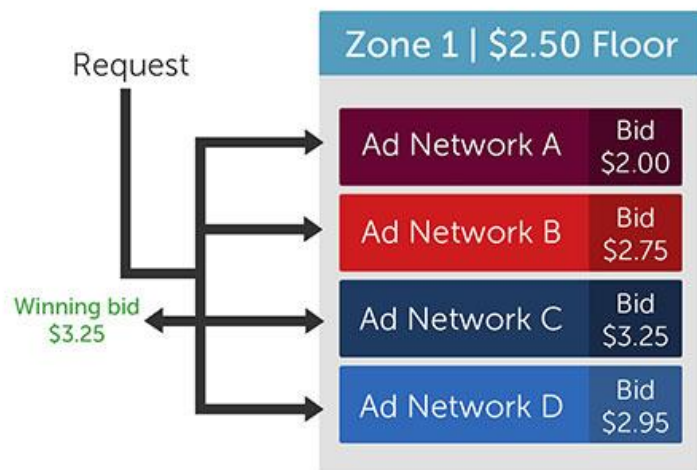 Zone 1 | $2.50 Floor
Request
Ad Network A
Bid
$2.00
Ad Network B
Bid
$2.75
Winning bid
$3.25
Ad Network C
Bid
$3.25
Ad Network D
Bid
$2.95